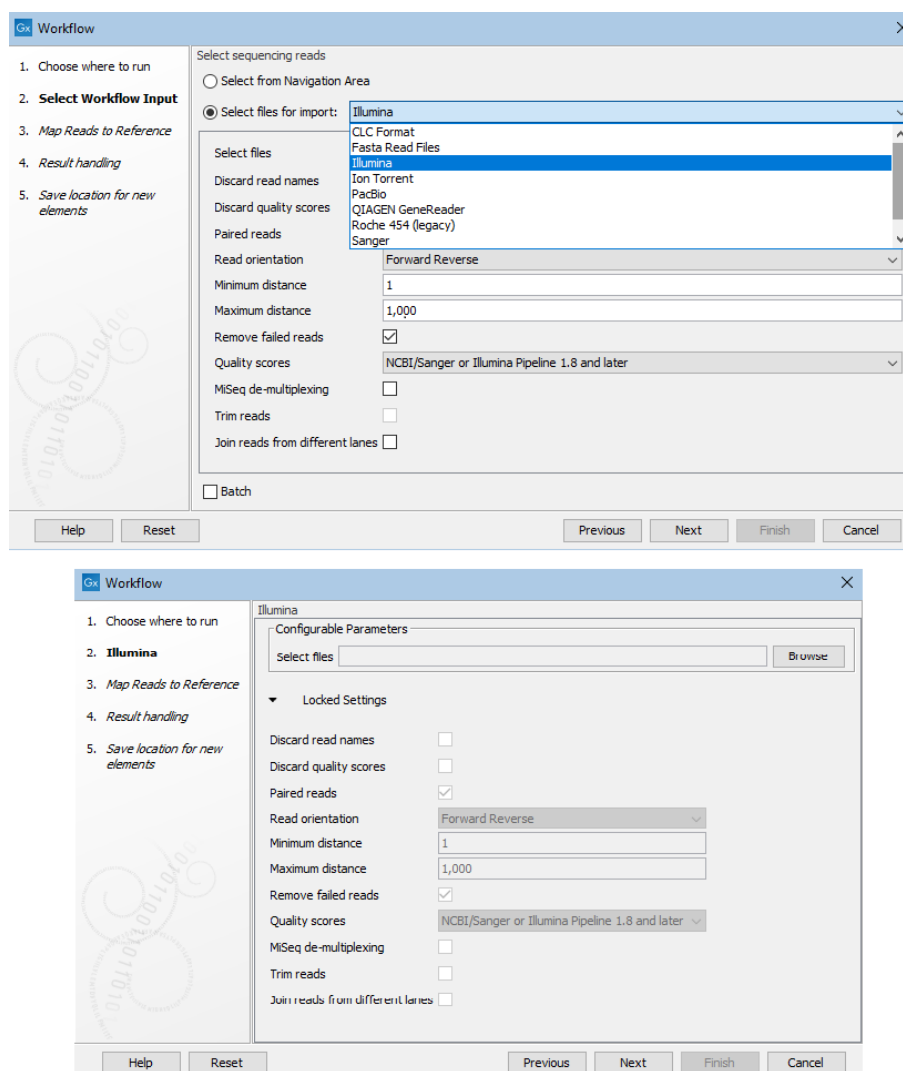 Gx Workflow
1. Choose where to run
2. Select Workflow Input
3. Map Reads to Reference
4. Result handling
5. Save location for new
elements
Select sequencing reads
Select from Navigation Area
Select files for import: Illumina
CLC Format
Fasta Read Files
Illumina
Ion Torrent
PacBio
QIAGEN GeneReader
Roche 454 (legacy)
Sanger
Select files
Discard read names
Discard quality scores
Paired reads
Read orientation Forward Reverse
Minimum distance 1
Maximum distance 1,000
Remove failed reads
Quality scores NCBI/Sanger or Illumina Pipeline 1.8 and later
MiSeq de-multiplexing
Trim reads
Join reads from different lanes
Batch
Help Reset Previous Next Finish Cancel
Gx Workflow
1. Choose where to run
2. Illumina
3. Map Reads to Reference
4. Result handling
5. Save location for new
elements
Illumina
Configurable Parameters
Select files Browse
Locked Settings
Discard read names
Discard quality scores
Paired reads
Read orientation Forward Reverse
Minimum distance 1
Maximum distance 1,000
Remove failed reads
Quality scores NCBI/Sanger or Illumina Pipeline 1.8 and later
MiSeq de-multiplexing
Trim reads
Join reads from different lanes
Help Reset Previous Next Finish Cancel